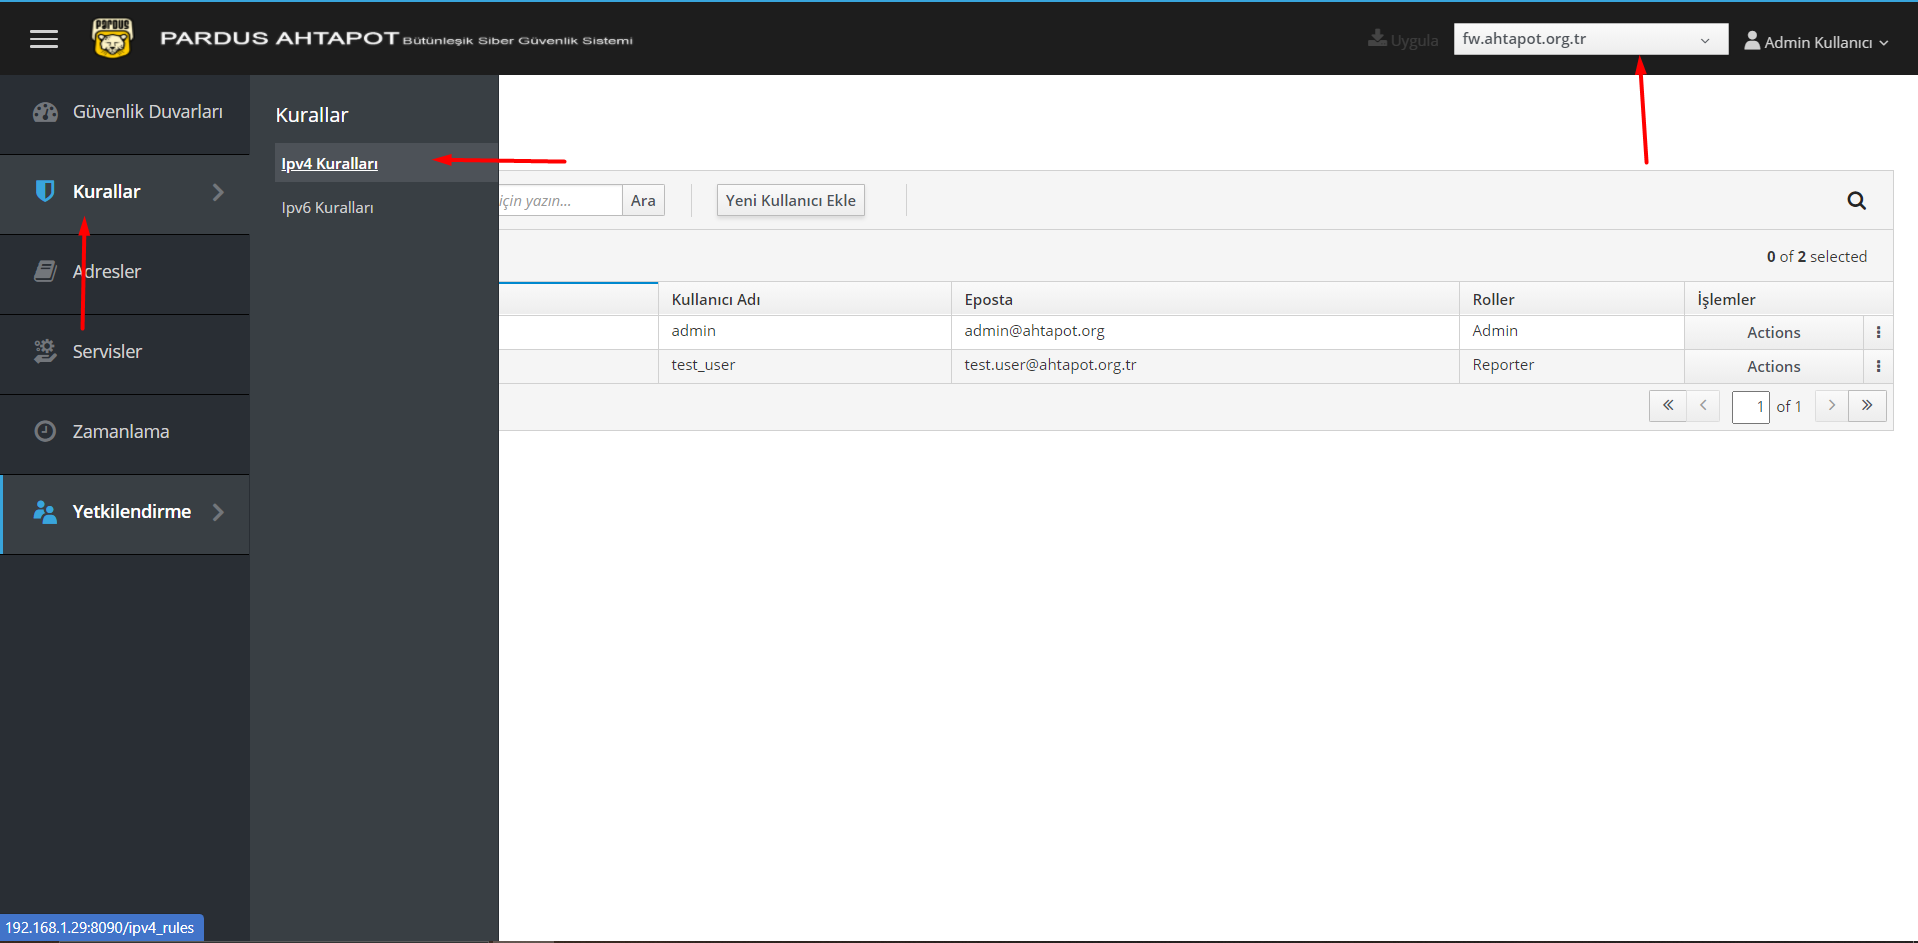 PARDUS
PARDUS AHTAPOT Bütünleşik Siber Güvenlik Sistemi
Uygula
fw.ahtapot.org.tr
Admin Kullanıcı
Güvenlik Duvarları
Kurallar
Adresler
Servisler
Zamanlama
Yetkilendirme
Kurallar
Ipv4 Kuralları
Ipv6 Kuralları
için yazın...
Ara
Yeni Kullanıcı Ekle
0 of 2 selected
Kullanıcı Adı Eposta Roller İşlemler
admin admin@ahtapot.org Admin Actions
test_user test.user@ahtapot.org.tr Reporter Actions
1 of 1
192.168.1.29:8090/ipv4_rules